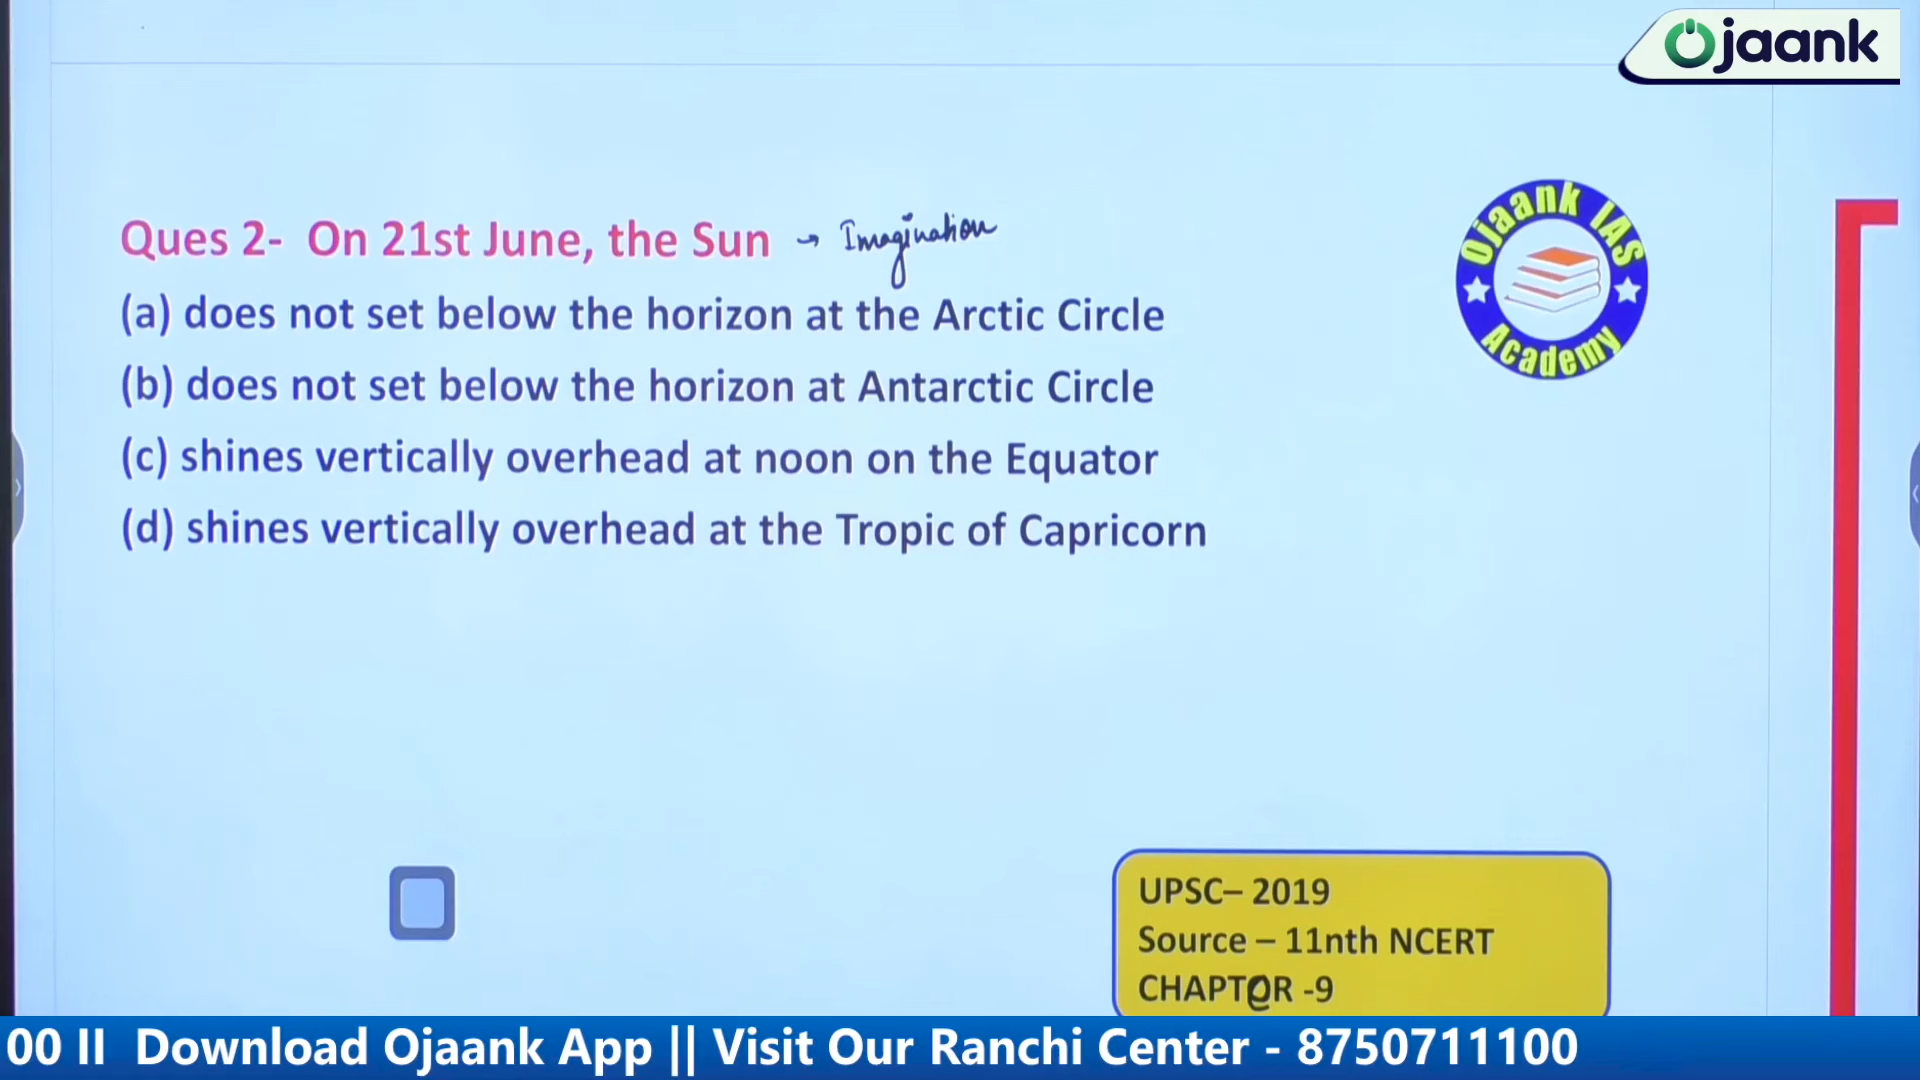 Ojaank
Ques 2- On 21st June, the Sun → Imagination
(a) does not set below the horizon at the Arctic Circle
(b) does not set below the horizon at Antarctic Circle
(c) shines vertically overhead at noon on the Equator
(d) shines vertically overhead at the Tropic of Capricorn
Ojaank IAS
Academy
UPSC– 2019
Source – 11nth NCERT
CHAPTeR -9
00 II Download Ojaank App || Visit Our Ranchi Center - 8750711100